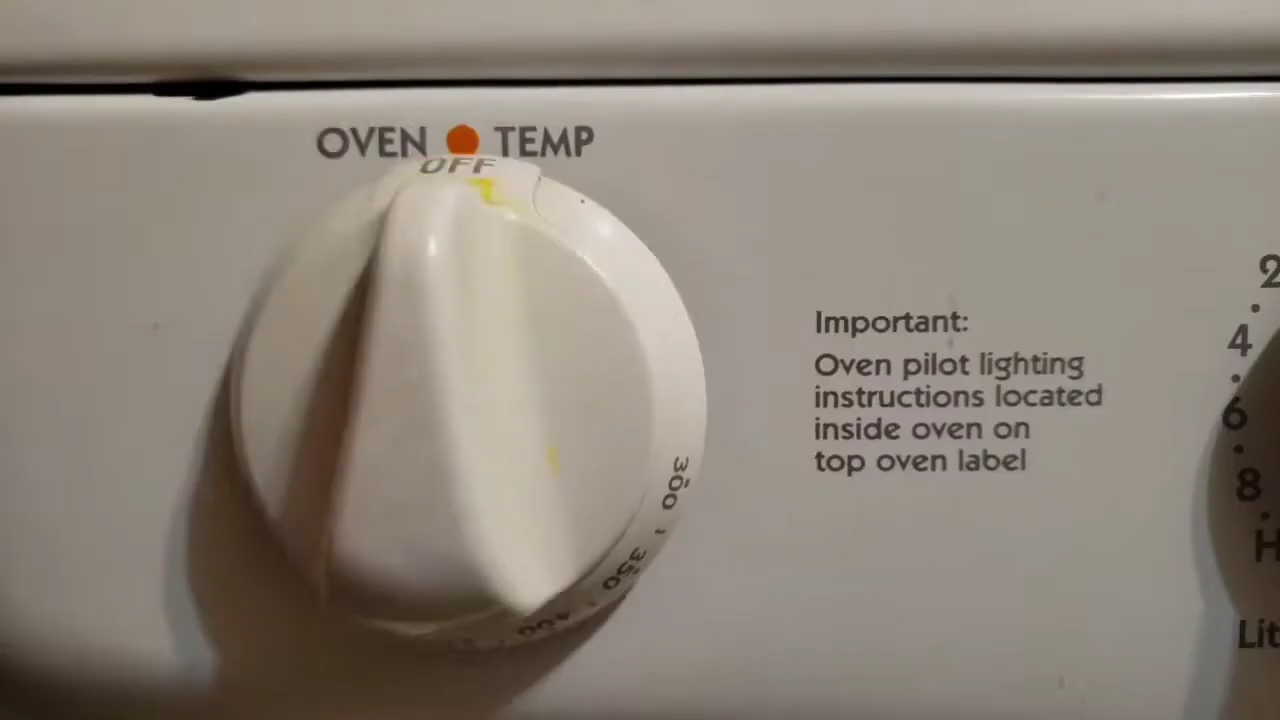 OVEN TEMP
OFF
Important:
Oven pilot lighting
instructions located
inside oven on
top oven label
300
350
400
2
4
6
8